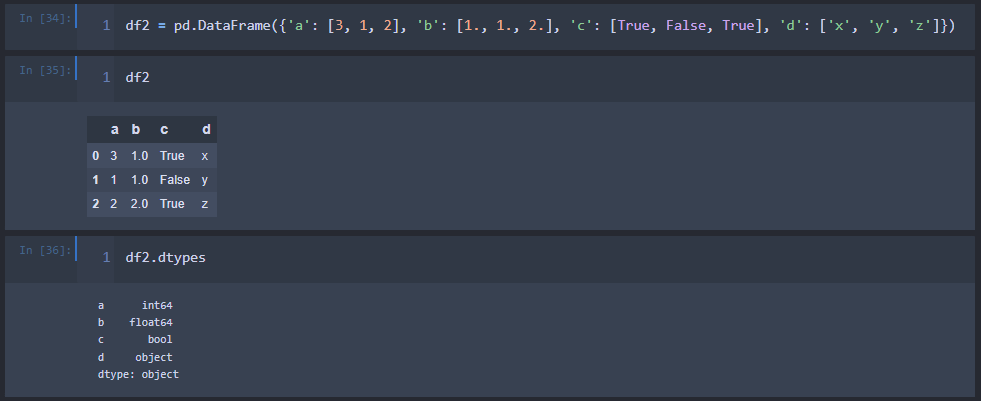 In [34]: 1 df2 = pd.DataFrame({'a': [3, 1, 2], 'b': [1., 1., 2.], 'c': [True, False, True], 'd': ['x', 'y', 'z']})
In [35]: 1 df2
a b c d
0 3 1.0 True x
1 1 1.0 False y
2 2 2.0 True z
In [36]: 1 df2.dtypes
a int64
b float64
c bool
d object
dtype: object